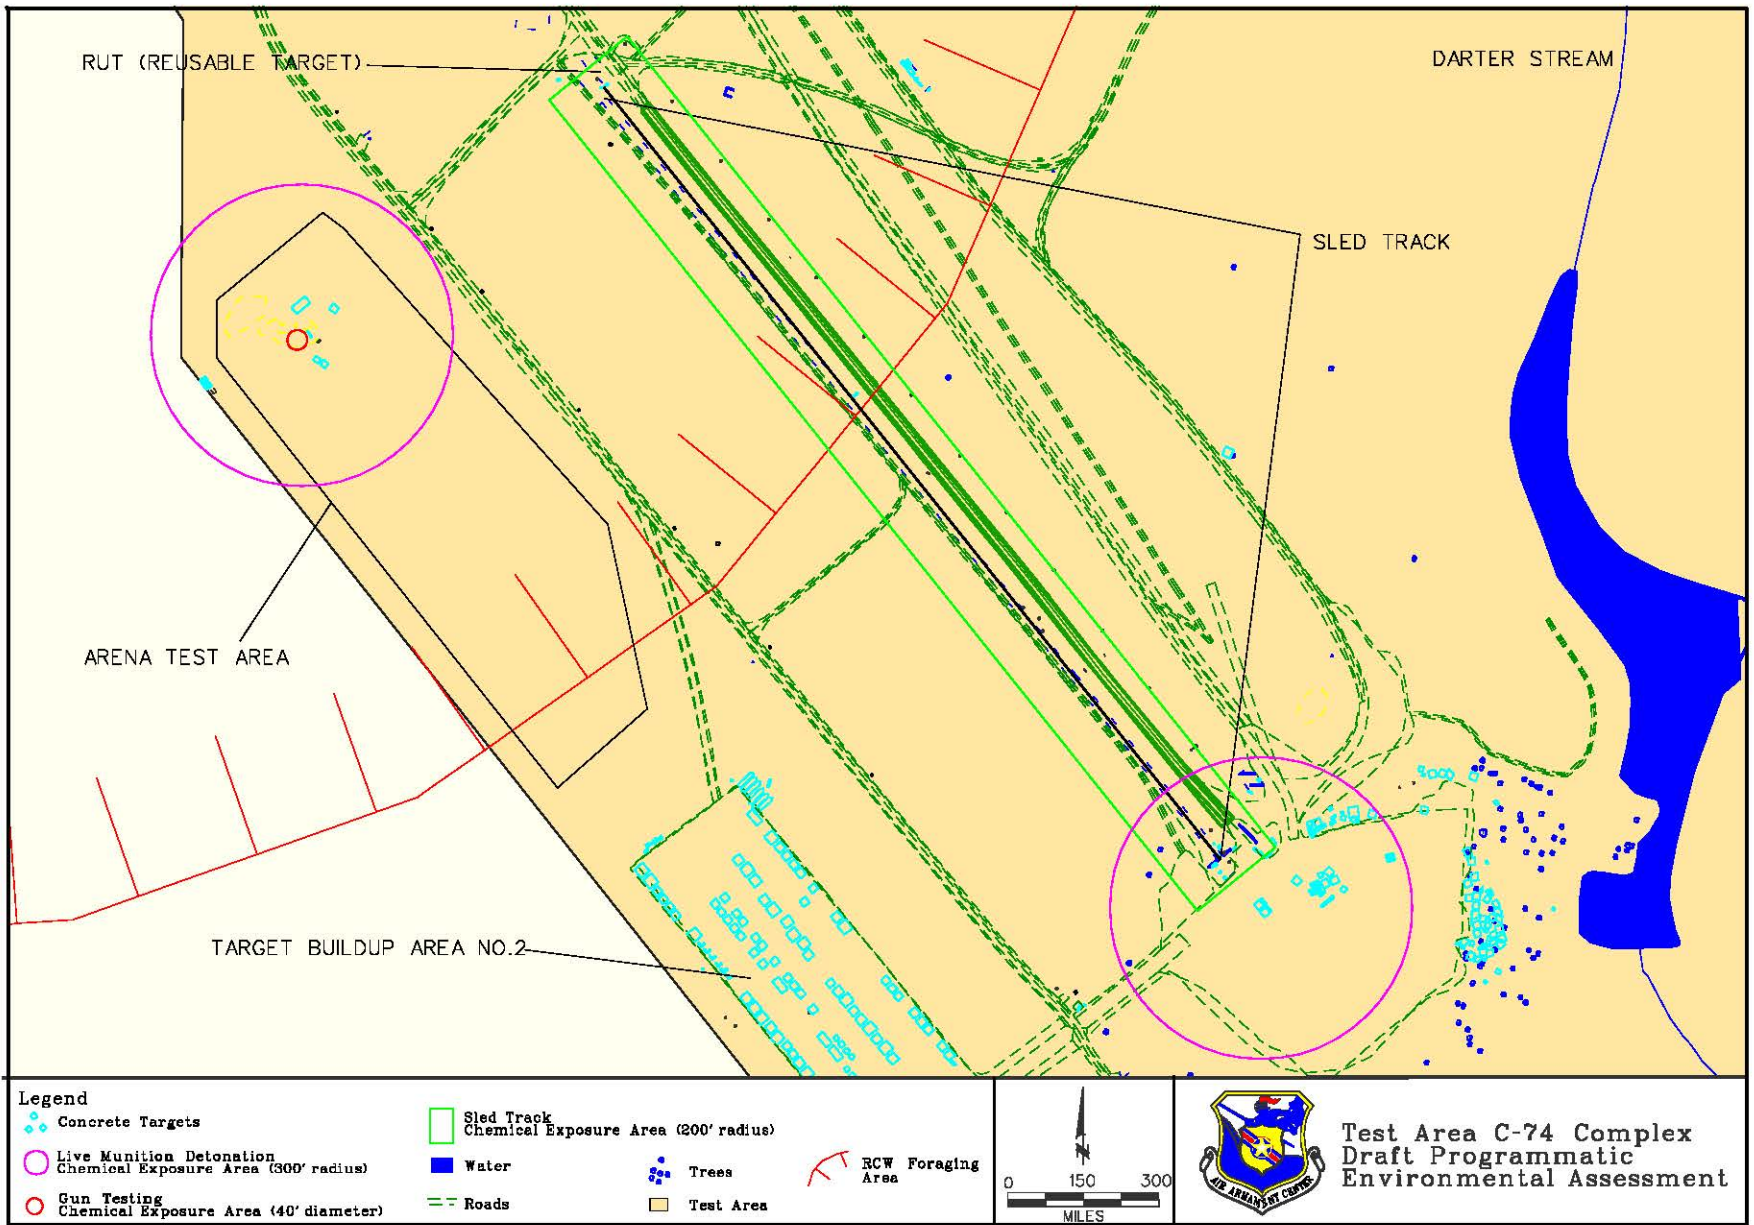 RUT (REUSABLE TARGET)
DARTER STREAM
SLED TRACK
ARENA TEST AREA
TARGET BUILDUP AREA NO.2
Legend
Concrete Targets
Live Munition Detonation
Chemical Exposure Area (300' radius)
Gun Testing
Chemical Exposure Area (40' diameter)
Sled Track
Chemical Exposure Area (200' radius)
Water
Roads
Trees
Test Area
RCW Foraging
Area
0 150 300
MILES
AIR ARMAMENT CENTER
Test Area C-74 Complex
Draft Programmatic
Environmental Assessment